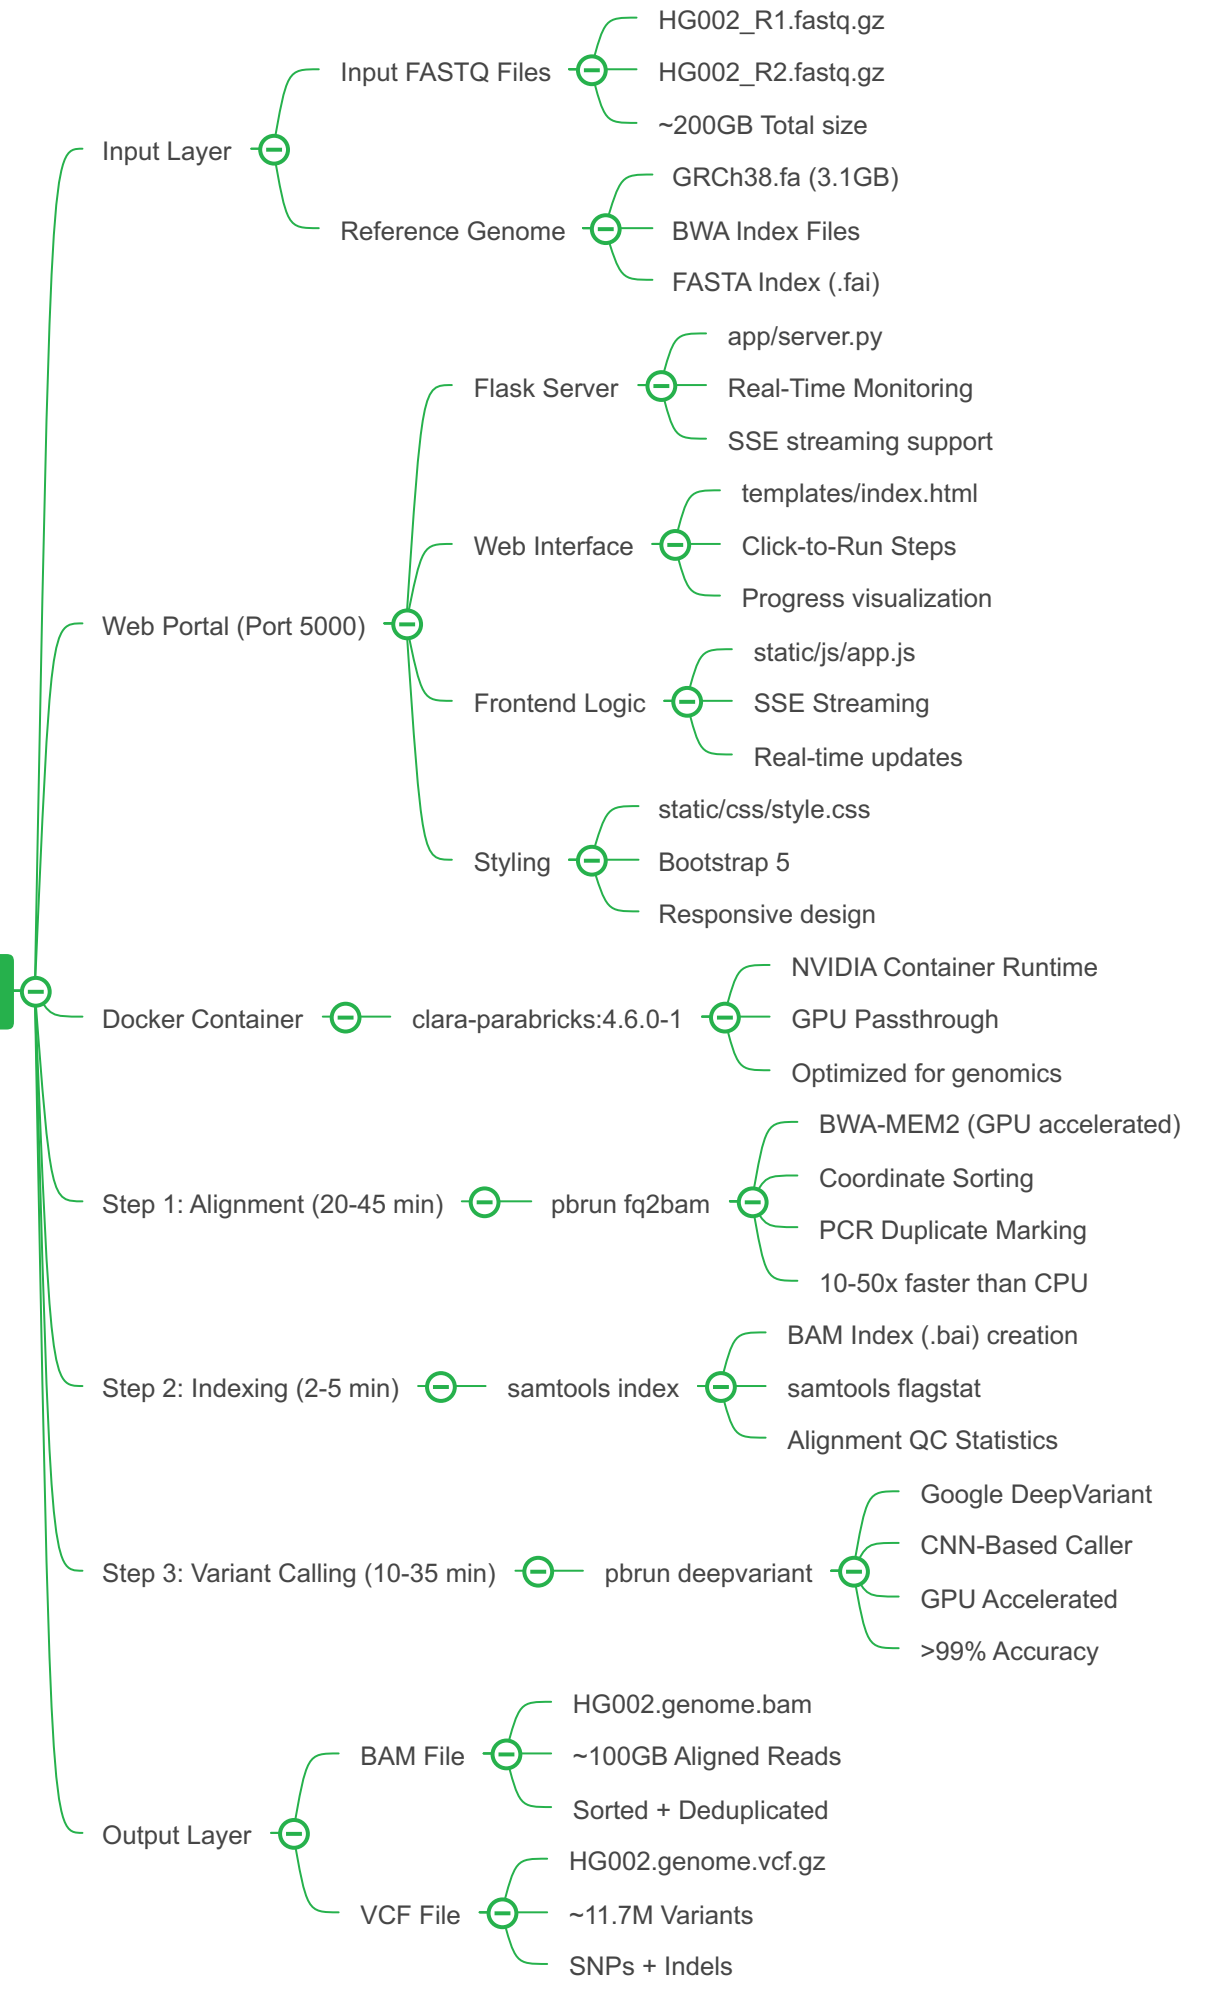 Input Layer
Input FASTQ Files
HG002_R1.fastq.gz
HG002_R2.fastq.gz
~200GB Total size
Reference Genome
GRCh38.fa (3.1GB)
BWA Index Files
FASTA Index (.fai)
Web Portal (Port 5000)
Flask Server
app/server.py
Real-Time Monitoring
SSE streaming support
Web Interface
templates/index.html
Click-to-Run Steps
Progress visualization
Frontend Logic
static/js/app.js
SSE Streaming
Real-time updates
Styling
static/css/style.css
Bootstrap 5
Responsive design
Docker Container
clara-parabricks:4.6.0-1
NVIDIA Container Runtime
GPU Passthrough
Optimized for genomics
Step 1: Alignment (20-45 min)
pbrun fq2bam
BWA-MEM2 (GPU accelerated)
Coordinate Sorting
PCR Duplicate Marking
10-50x faster than CPU
Step 2: Indexing (2-5 min)
samtools index
BAM Index (.bai) creation
samtools flagstat
Alignment QC Statistics
Step 3: Variant Calling (10-35 min)
pbrun deepvariant
Google DeepVariant
CNN-Based Caller
GPU Accelerated
>99% Accuracy
Output Layer
BAM File
HG002.genome.bam
~100GB Aligned Reads
Sorted + Deduplicated
VCF File
HG002.genome.vcf.gz
~11.7M Variants
SNPs + Indels